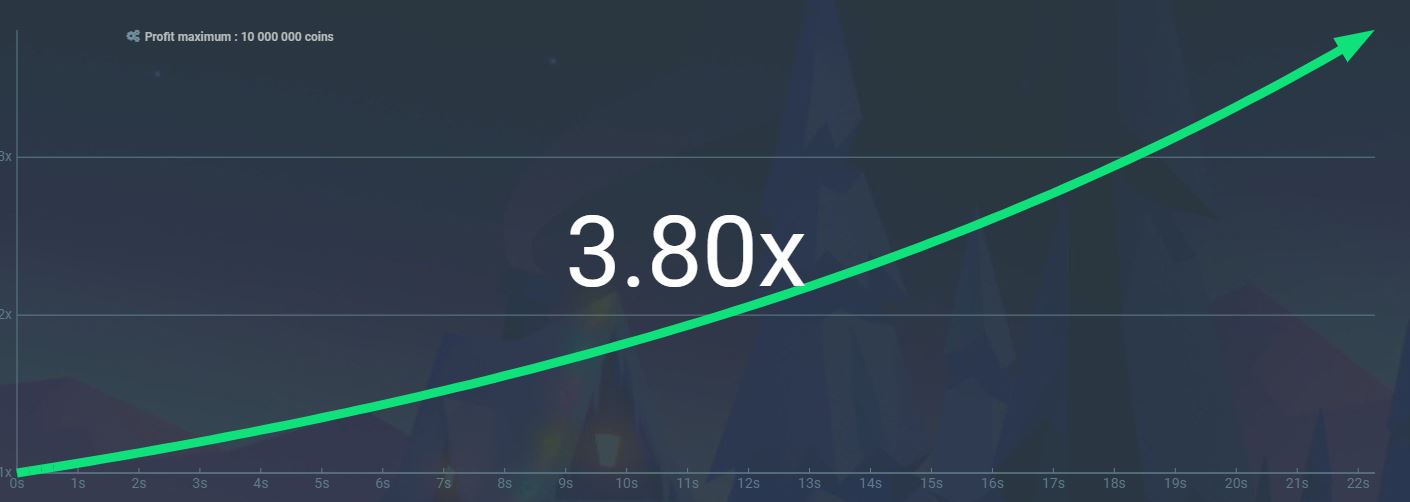 Profit maximum : 10 000 000 coins
3x
3.80x
2x
1x
0s 1s 2s 3s 4s 5s 6s 7s 8s 9s 10s 11s 12s 13s 14s 15s 16s 17s 18s 19s 20s 21s 22s